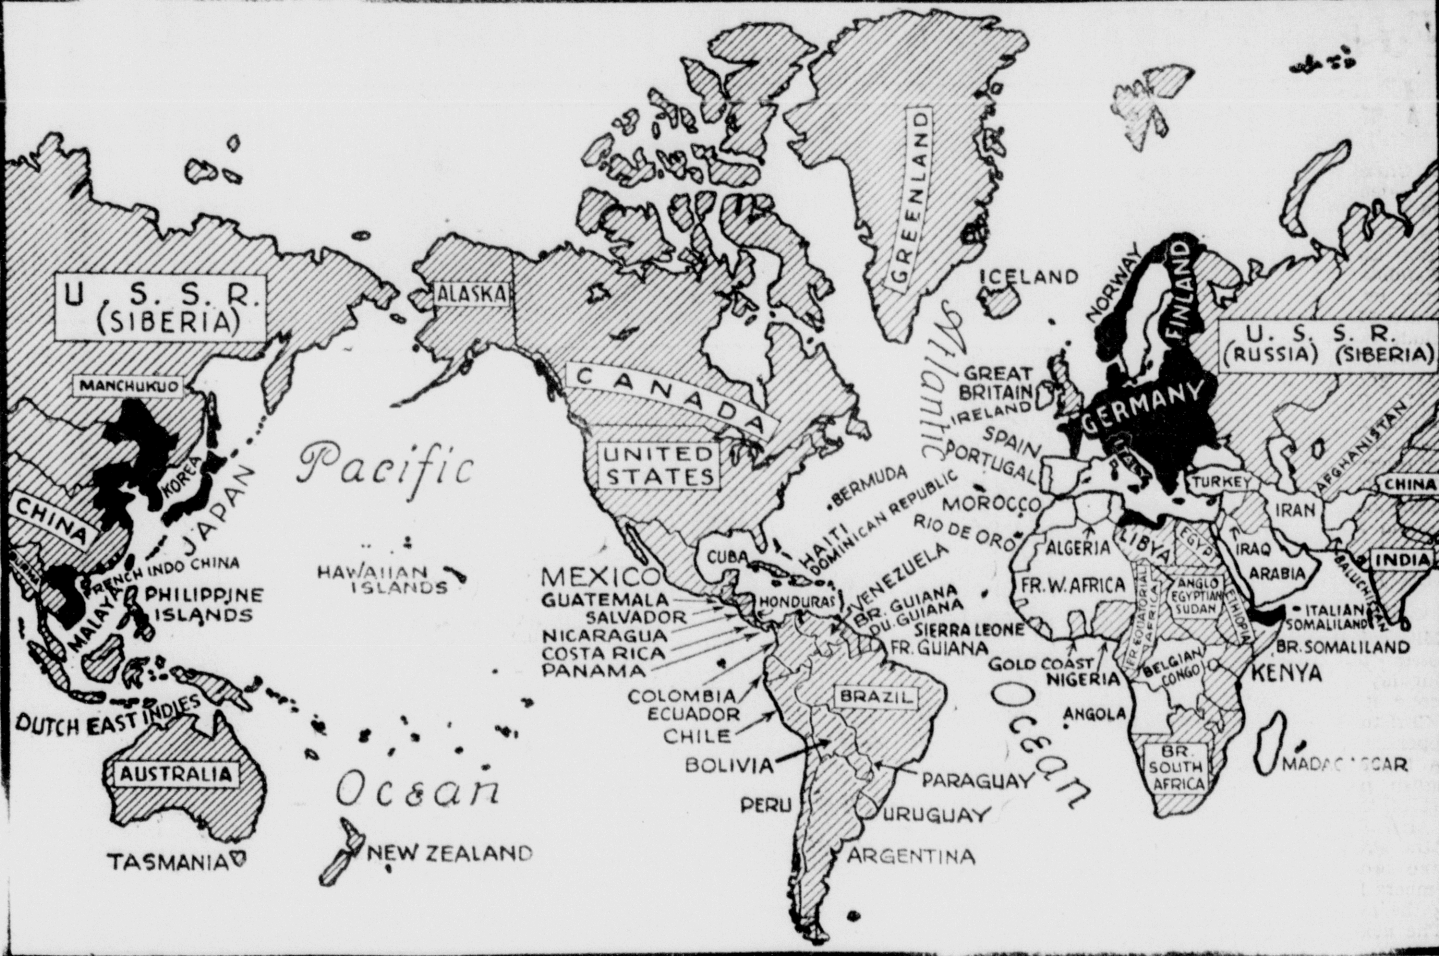 GREENLAND
U. S. S. R.
(SIBERIA)
ALASKA
ICELAND
NORWAY
FINLAND
U. S. S. R.
(RUSSIA) (SIBERIA)
MANCHUKUO
CANADA
Atlantic
GREAT
BRITAIN
IRELAND
GERMANY
ITALY
SPAIN
PORTUGAL
AFGHANISTAN
Pacific
UNITED
STATES
KOREA
JAPAN
CHINA
BERMUDA
DOMINICAN REPUBLIC
HAITI
MOROCCO
RIO DE ORO
TURKEY
CHINA
IRAN
ALGERIA
LIBYA
EGYPT
IRAQ
ARABIA
INDIA
BALUCHISTAN
CUBA
BURMA
FRENCH INDO CHINA
HAWAIIAN
ISLANDS
PHILIPPINE
ISLANDS
MALAYA
MEXICO
GUATEMALA
SALVADOR
NICARAGUA
COSTA RICA
PANAMA
HONDURAS
VENEZUELA
BR. GUIANA
DU. GUIANA
FR. GUIANA
SIERRA LEONE
FR. W. AFRICA
FR. EQUATORIAL
AFRICA
ANGLO
EGYPTIAN
SUDAN
ETHIOPIA
ITALIAN
SOMALILAND
BR. SOMALILAND
GOLD COAST
NIGERIA
BELGIAN
CONGO
KENYA
COLOMBIA
ECUADOR
CHILE
BOLIVIA
PERU
BRAZIL
PARAGUAY
URUGUAY
ARGENTINA
Ocean
ANGOLA
BR.
SOUTH
AFRICA
DUTCH EAST INDIES
AUSTRALIA
TASMANIA
Ocean
NEW ZEALAND